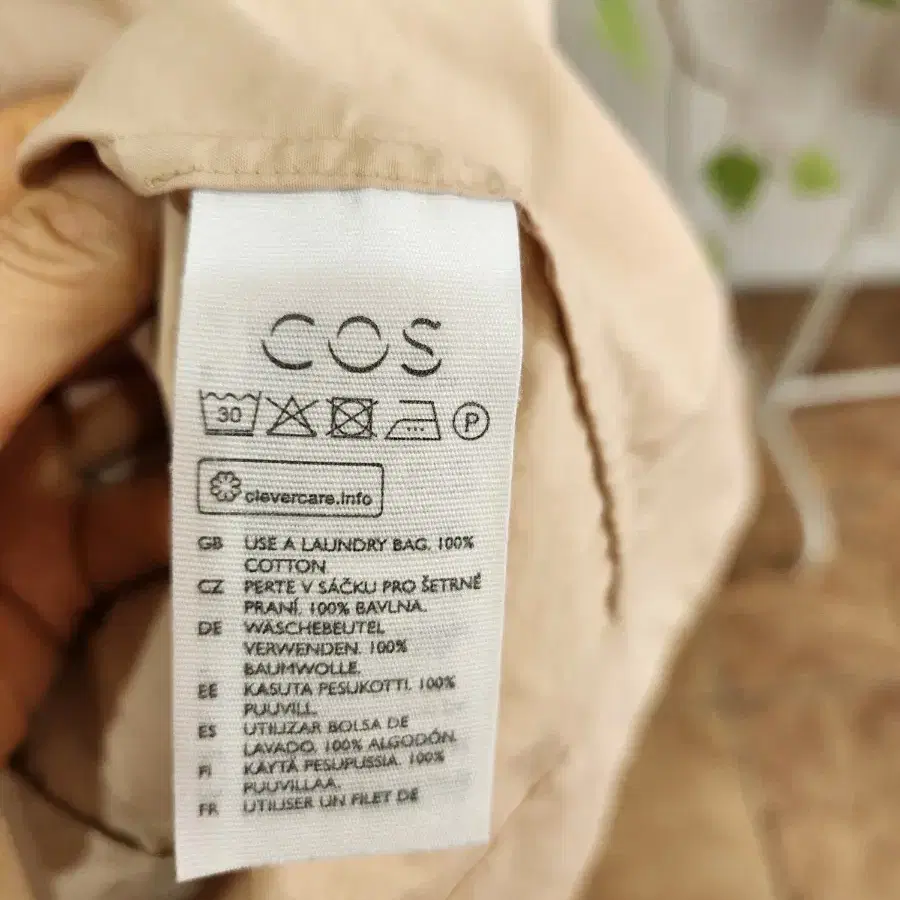 COS
30 P
clevercare.info
GB USE A LAUNDRY BAG. 100%
COTTON
CZ PERTE V SÁČKU PRO ŠETRNÉ
PRANÍ. 100% BAVLNA.
DE WÄSCHEBEUTEL
VERWENDEN. 100%
BAUMWOLLE.
EE KASUTA PESUKOTTI. 100%
PUUVILL.
ES UTILIZAR BOLSA DE
LAVADO. 100% ALGODÓN.
FI KÄYTÄ PESUPUSSIA. 100%
PUUVILLAA.
FR UTILISER UN FILET DE